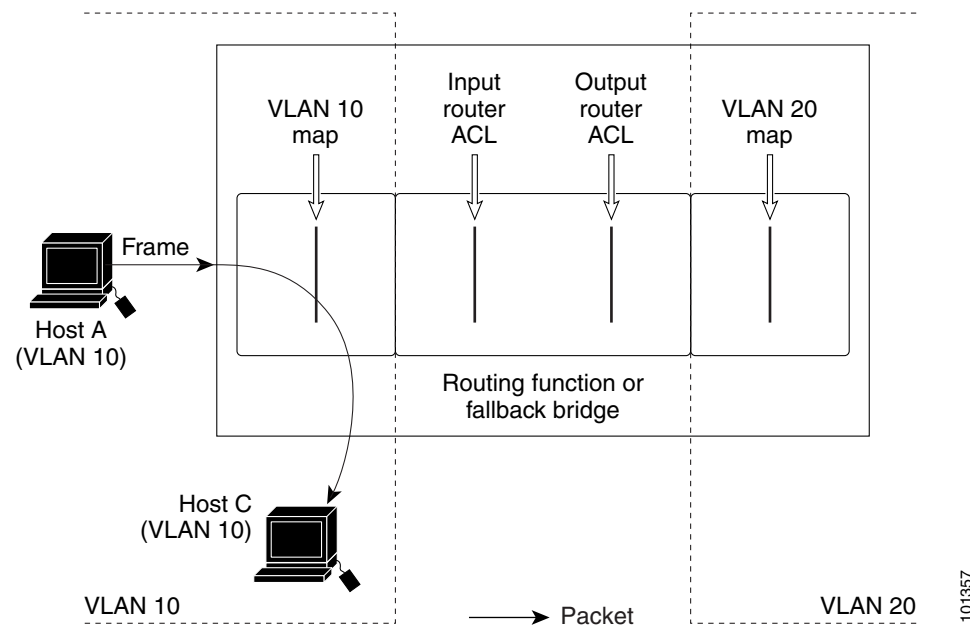 VLAN 10
map
Input
router
ACL
Output
router
ACL
VLAN 20
map
Frame
Host A
(VLAN 10)
Routing function or
fallback bridge
Host C
(VLAN 10)
VLAN 10
Packet
VLAN 20
101357